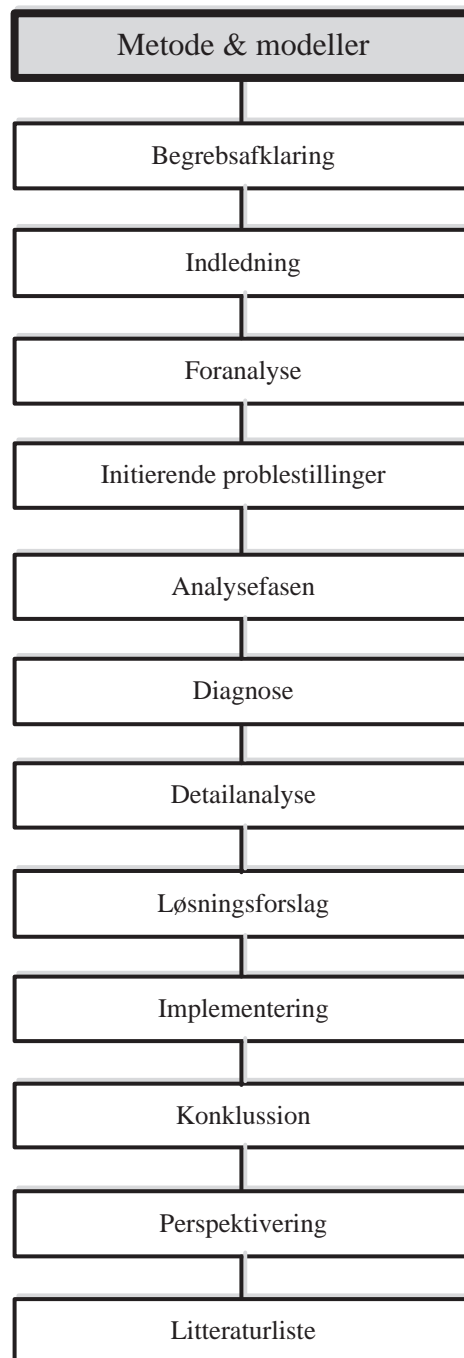 Metode & modeller
Begrebsafklaring
Indledning
Foranalyse
Initierende problestillinger
Analysefasen
Diagnose
Detailanalyse
Løsningsforslag
Implementering
Konklussion
Perspektivering
Litteraturliste